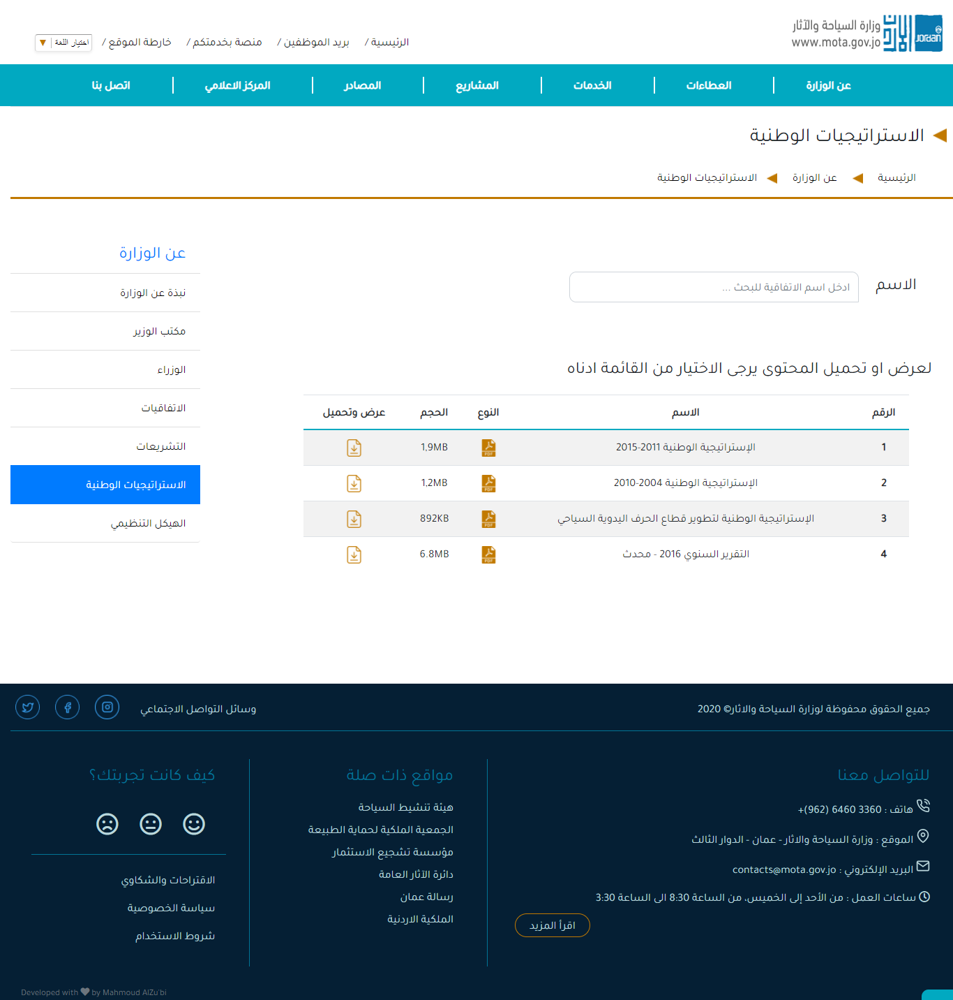 وزارة السياحة والآثار
www.mota.gov.jo
Jordan
الرئيسية / بريد الموظفين / منصة بخدمتكم / خارطة الموقع / اختيار اللغة ▼
عن الوزارة العطاءات الخدمات المشاريع المصادر المركز الاعلامي اتصل بنا
الاستراتيجيات الوطنية
الرئيسية عن الوزارة الاستراتيجيات الوطنية
الاسم ادخل اسم الاتفاقية للبحث ...
لعرض او تحميل المحتوى يرجى الاختيار من القائمة ادناه
الرقم الاسم النوع الحجم عرض وتحميل
1 الإستراتيجية الوطنية 2011-2015 PDF 1,9MB
2 الإستراتيجية الوطنية 2004-2010 PDF 1,2MB
3 الإستراتيجية الوطنية لتطوير قطاع الحرف اليدوية السياحي PDF 892KB
4 التقرير السنوي 2016 - محدث PDF 6.8MB
عن الوزارة
نبذة عن الوزارة
مكتب الوزير
الوزراء
الاتفاقيات
التشريعات
الاستراتيجيات الوطنية
الهيكل التنظيمي
جميع الحقوق محفوظة لوزارة السياحة والاثار© 2020
وسائل التواصل الاجتماعي
للتواصل معنا
هاتف : 3360 6460 (962)+
الموقع : وزارة السياحة والاثار - عمان - الدوار الثالث
البريد الإلكتروني : contacts@mota.gov.jo
ساعات العمل : من الأحد إلى الخميس، من الساعة 8:30 الى الساعة 3:30
اقرأ المزيد
مواقع ذات صلة
هيئة تنشيط السياحة
الجمعية الملكية لحماية الطبيعة
مؤسسة تشجيع الاستثمار
دائرة الآثار العامة
رسالة عمان
الملكية الاردنية
كيف كانت تجربتك؟
الاقتراحات والشكاوي
سياسة الخصوصية
شروط الاستخدام
Developed with ♥ by Mahmoud AlZu'bi